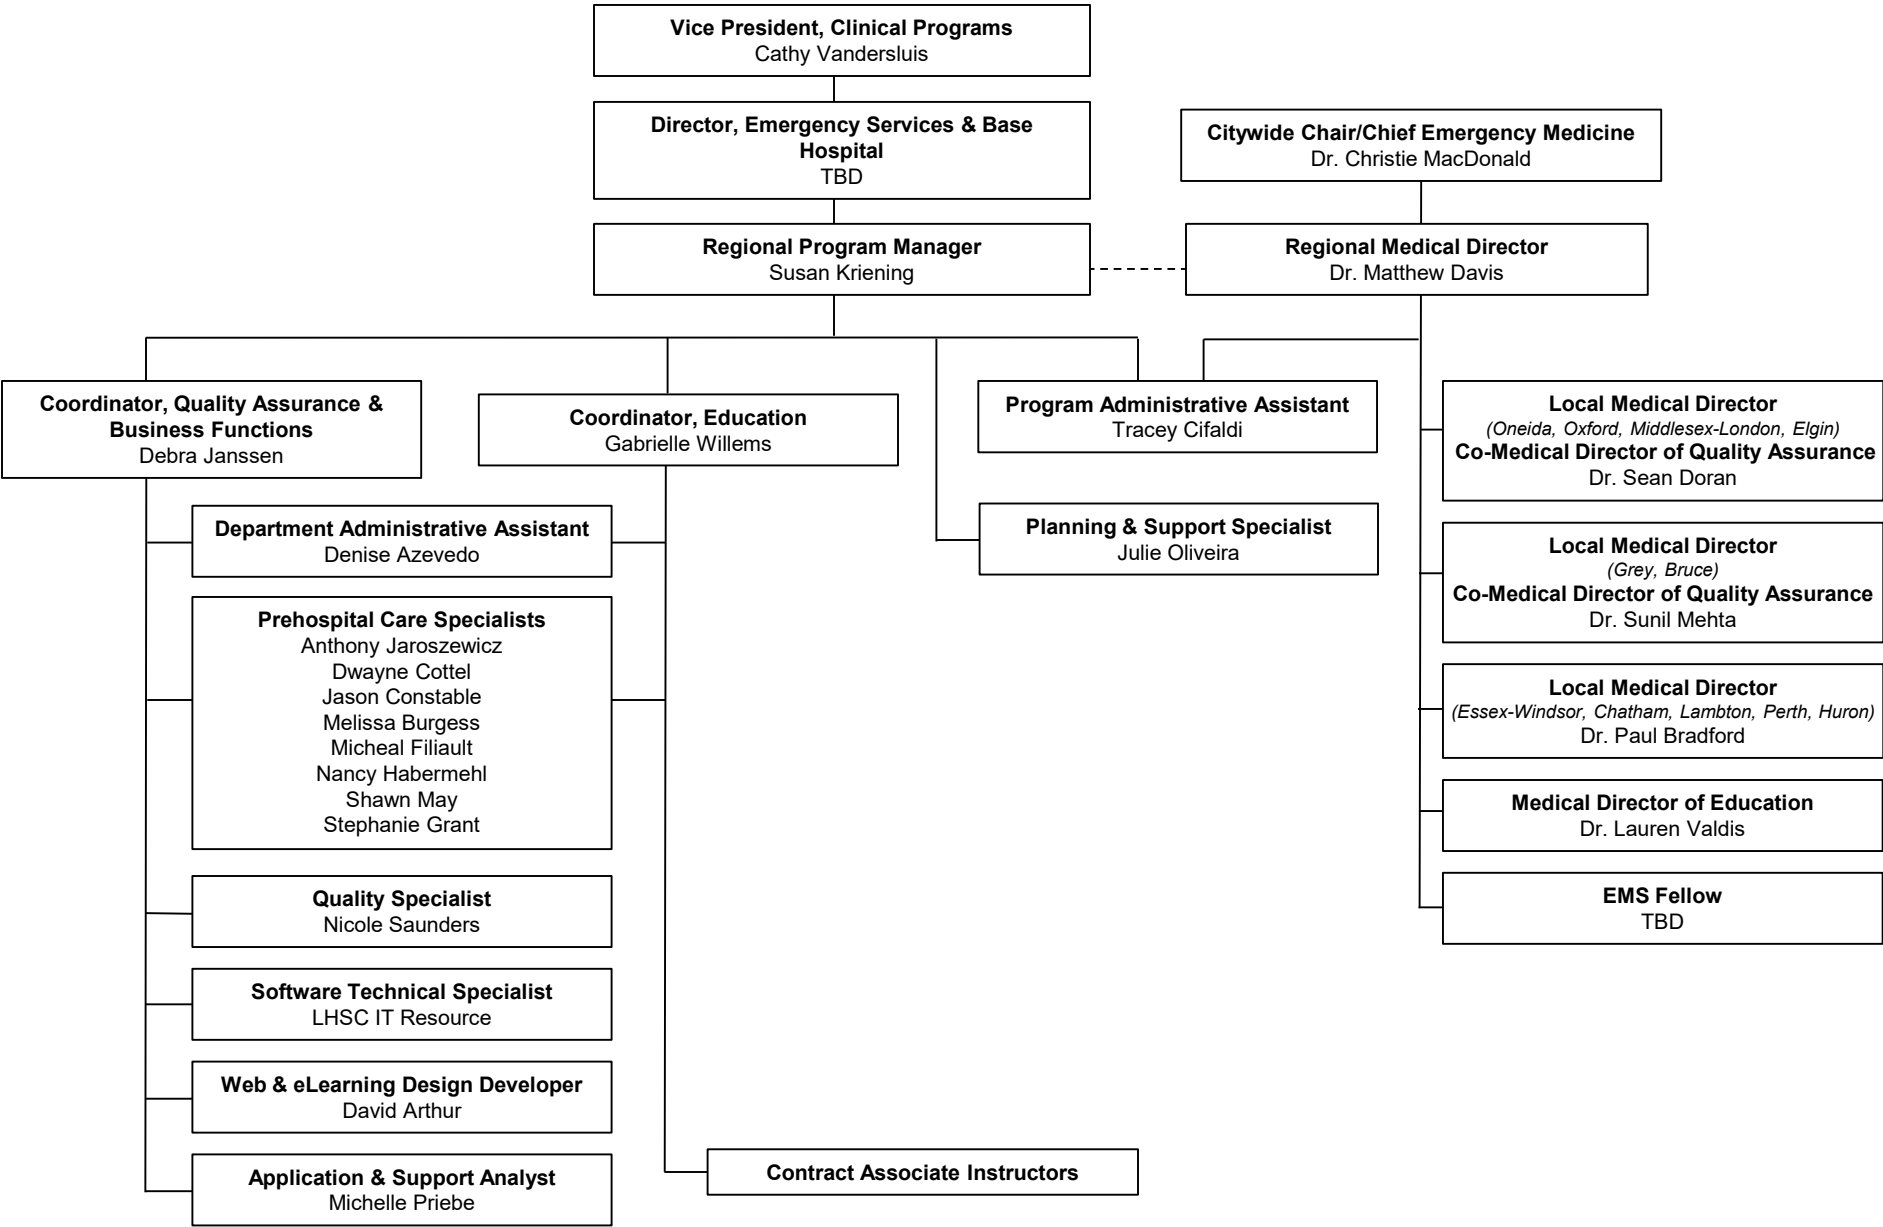 Vice President, Clinical Programs
Cathy Vandersluis
Director, Emergency Services & Base
Hospital
TBD
Citywide Chair/Chief Emergency Medicine
Dr. Christie MacDonald
Regional Program Manager
Susan Kriening
Regional Medical Director
Dr. Matthew Davis
Coordinator, Quality Assurance &
Business Functions
Debra Janssen
Coordinator, Education
Gabrielle Willems
Program Administrative Assistant
Tracey Cifaldi
Local Medical Director
(Oneida, Oxford, Middlesex-London, Elgin)
Co-Medical Director of Quality Assurance
Dr. Sean Doran
Department Administrative Assistant
Denise Azevedo
Planning & Support Specialist
Julie Oliveira
Local Medical Director
(Grey, Bruce)
Co-Medical Director of Quality Assurance
Dr. Sunil Mehta
Prehospital Care Specialists
Anthony Jaroszewicz
Dwayne Cottel
Jason Constable
Melissa Burgess
Micheal Filiault
Nancy Habermehl
Shawn May
Stephanie Grant
Local Medical Director
(Essex-Windsor, Chatham, Lambton, Perth, Huron)
Dr. Paul Bradford
Medical Director of Education
Dr. Lauren Valdis
Quality Specialist
Nicole Saunders
EMS Fellow
TBD
Software Technical Specialist
LHSC IT Resource
Web & eLearning Design Developer
David Arthur
Application & Support Analyst
Michelle Priebe
Contract Associate Instructors